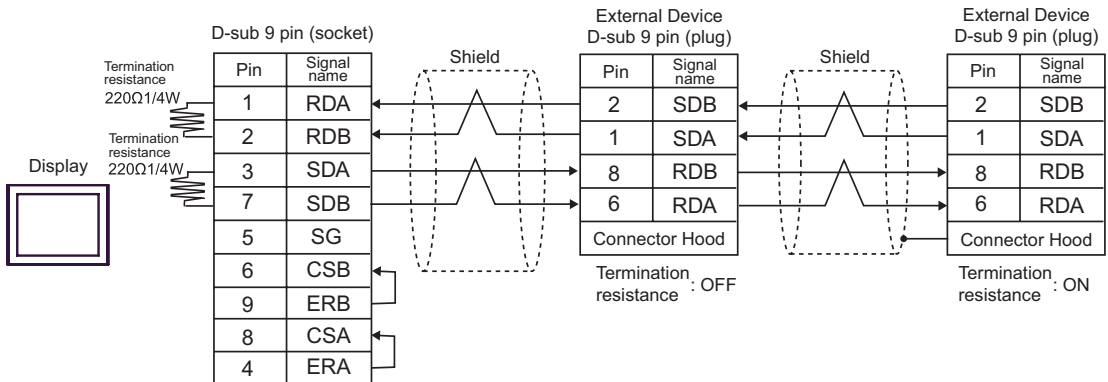 Display
Termination
resistance
220Ω1/4W
Termination
resistance
220Ω1/4W
D-sub 9 pin (socket)
Pin Signal name
1 RDA
2 RDB
3 SDA
7 SDB
5 SG
6 CSB
9 ERB
8 CSA
4 ERA
Shield
External Device
D-sub 9 pin (plug)
Pin Signal name
2 SDB
1 SDA
8 RDB
6 RDA
Connector Hood
Termination
resistance : OFF
Shield
External Device
D-sub 9 pin (plug)
Pin Signal name
2 SDB
1 SDA
8 RDB
6 RDA
Connector Hood
Termination
resistance : ON